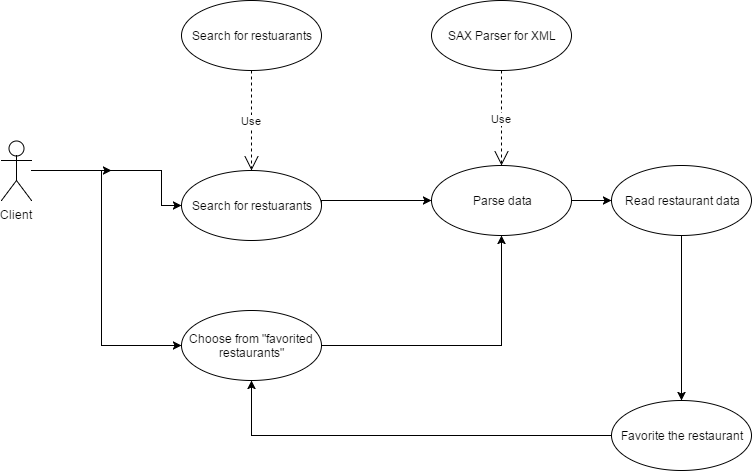 Search for restuarants
SAX Parser for XML
Use
Use
Client
Search for restuarants
Parse data
Read restaurant data
Choose from "favorited
restaurants"
Favorite the restaurant